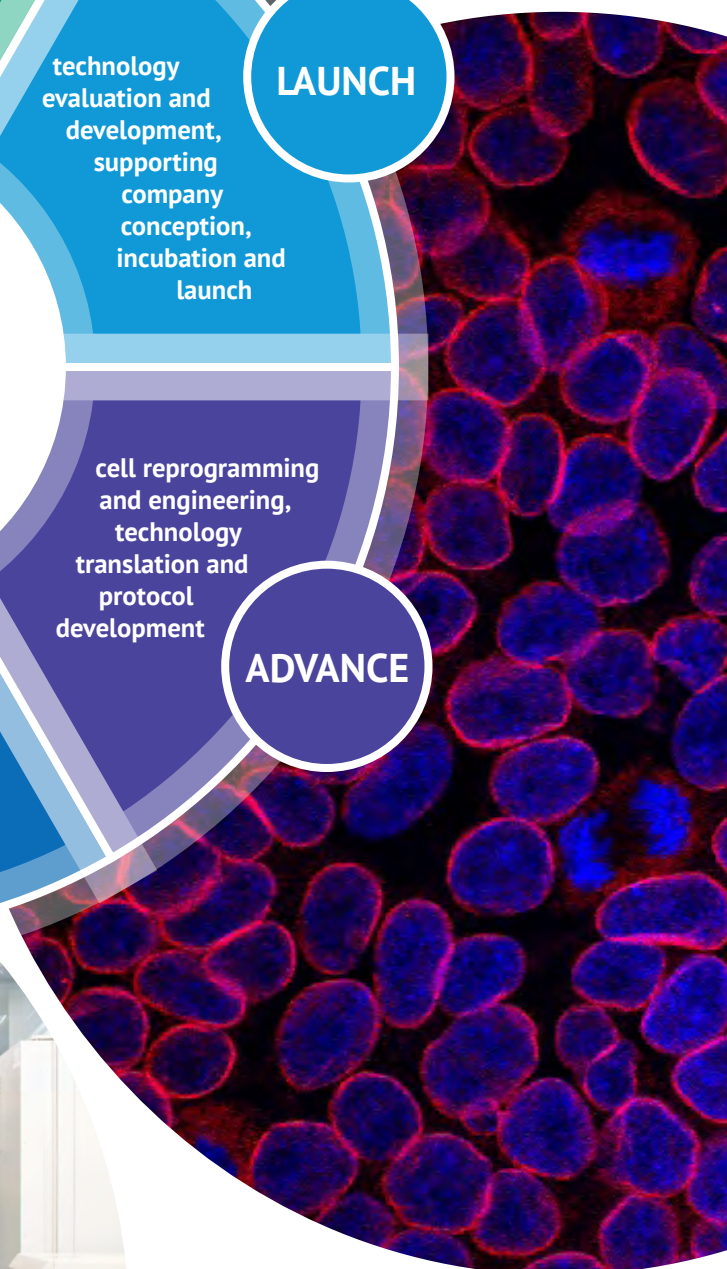 technology
evaluation and
development,
supporting
company
conception,
incubation and
launch
LAUNCH
cell reprogramming
and engineering,
technology
translation and
protocol
development
ADVANCE